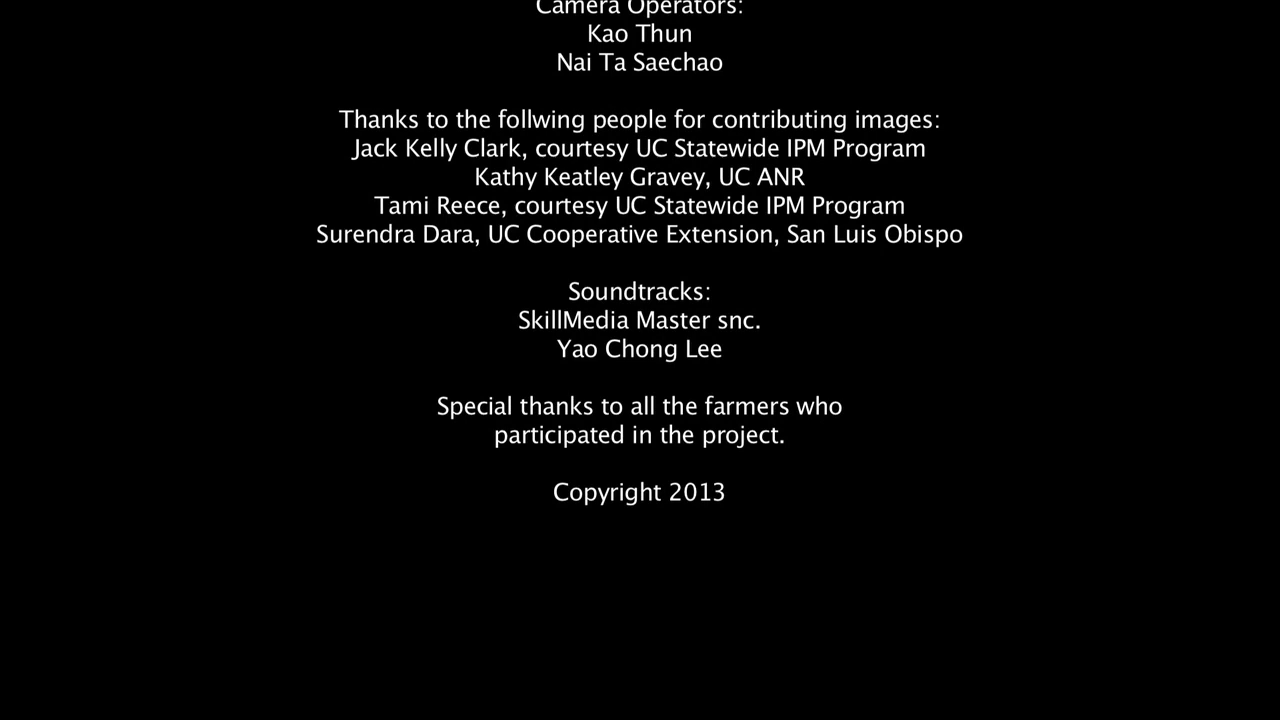 Camera Operators:
Kao Thun
Nai Ta Saechao
Thanks to the follwing people for contributing images:
Jack Kelly Clark, courtesy UC Statewide IPM Program
Kathy Keatley Gravey, UC ANR
Tami Reece, courtesy UC Statewide IPM Program
Surendra Dara, UC Cooperative Extension, San Luis Obispo
Soundtracks:
SkillMedia Master snc.
Yao Chong Lee
Special thanks to all the farmers who
participated in the project.
Copyright 2013